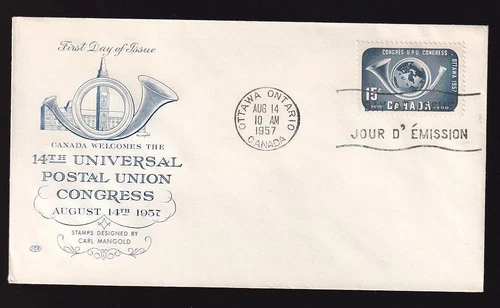 First Day of Issue
CANADA WELCOMES THE
14TH UNIVERSAL
POSTAL UNION
CONGRESS
AUGUST 14TH 1957
STAMPS DESIGNED BY
CARL MANGOLD
OTTAWA ONTARIO
AUG 14
10 AM
1957
CANADA
CONGRÈS U.P.U. CONGRESS
OTTAWA 1957
15¢
CANADA
JOUR D' ÉMISSION